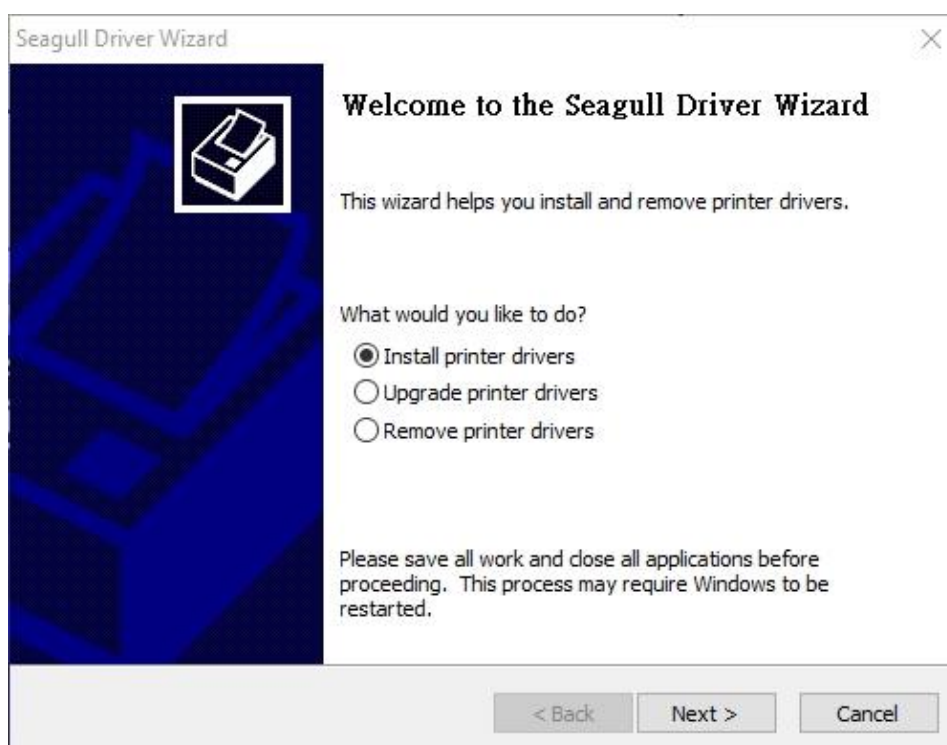 Seagull Driver Wizard
Welcome to the Seagull Driver Wizard
This wizard helps you install and remove printer drivers.
What would you like to do?
Install printer drivers
Upgrade printer drivers
Remove printer drivers
Please save all work and close all applications before
proceeding.  This process may require Windows to be
restarted.
< Back
Next >
Cancel